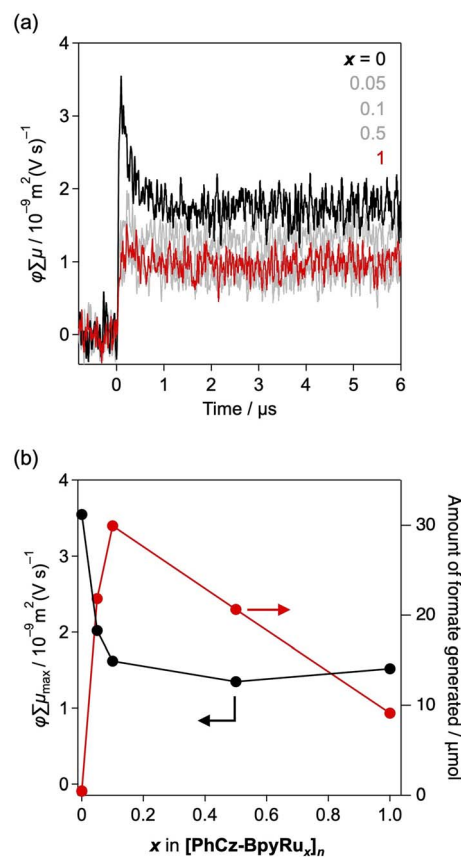 (a)
4
3
2
1
0
φ∑μ / 10⁻⁹ m² (V s)⁻¹
x = 0
0.05
0.1
0.5
1
0 1 2 3 4 5 6
Time / μs
(b)
4
3
2
1
0
φ∑μmax / 10⁻⁹ m² (V s)⁻¹
30
20
10
0
Amount of formate generated / μmol
0 0.2 0.4 0.6 0.8 1.0
x in [PhCz-BpyRux]n